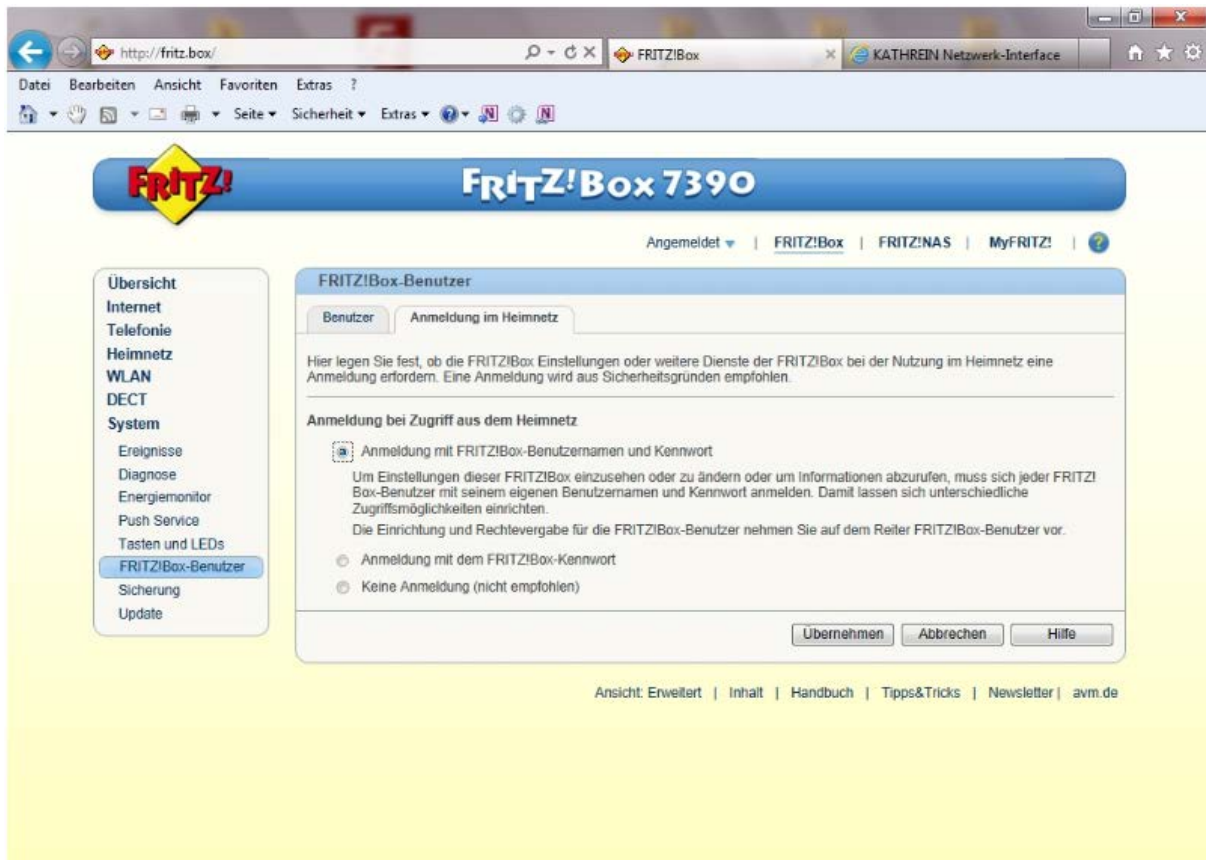 http://fritz.box/
FRITZ!Box
KATHREIN Netzwerk-Interface
Datei Bearbeiten Ansicht Favoriten Extras ?
Seite Sicherheit Extras
FRITZ!
FRITZ!Box 7390
Angemeldet | FRITZ!Box | FRITZ!NAS | MyFRITZ! | ?
Übersicht
Internet
Telefonie
Heimnetz
WLAN
DECT
System
Ereignisse
Diagnose
Energiemonitor
Push Service
Tasten und LEDs
FRITZ!Box-Benutzer
Sicherung
Update
FRITZ!Box-Benutzer
Benutzer Anmeldung im Heimnetz
Hier legen Sie fest, ob die FRITZ!Box Einstellungen oder weitere Dienste der FRITZ!Box bei der Nutzung im Heimnetz eine
Anmeldung erfordern. Eine Anmeldung wird aus Sicherheitsgründen empfohlen.
Anmeldung bei Zugriff aus dem Heimnetz
Anmeldung mit FRITZ!Box-Benutzernamen und Kennwort
Um Einstellungen dieser FRITZ!Box einzusehen oder zu ändern oder um Informationen abzurufen, muss sich jeder FRITZ!
Box-Benutzer mit seinem eigenen Benutzernamen und Kennwort anmelden. Damit lassen sich unterschiedliche
Zugriffsmöglichkeiten einrichten.
Die Einrichtung und Rechtevergabe für die FRITZ!Box-Benutzer nehmen Sie auf dem Reiter FRITZ!Box-Benutzer vor.
Anmeldung mit dem FRITZ!Box-Kennwort
Keine Anmeldung (nicht empfohlen)
Übernehmen Abbrechen Hilfe
Ansicht: Erweitert | Inhalt | Handbuch | Tipps&Tricks | Newsletter | avm.de